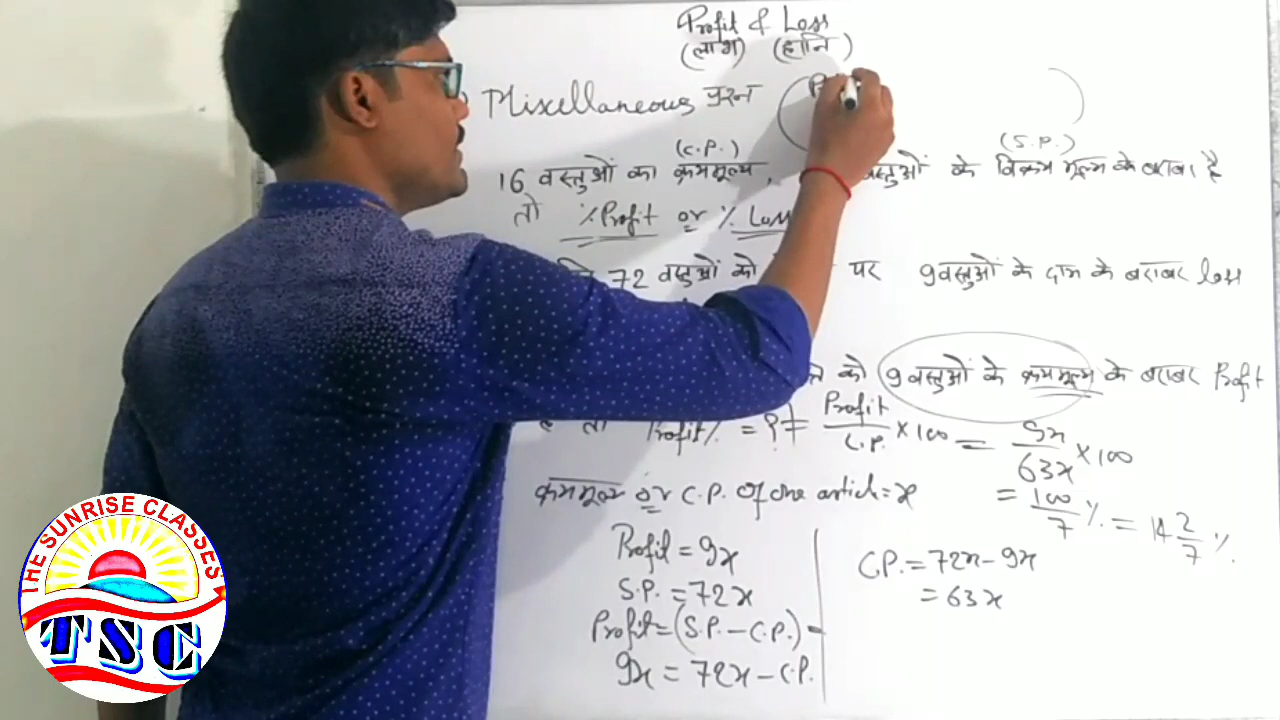 Profit & Loss
(लाभ) (हानि)
Miscellaneous प्रश्न
(C.P.) (S.P.)
16 वस्तुओं का क्रयमूल्य, वस्तुओं के विक्रय मूल्य के बराबर है
तो % Profit or % Loss
72 वस्तुओं को पर 9 वस्तुओं के दाम के बराबर loss
को 9 वस्तुओं के क्रयमूल्य के बराबर Profit
है तो Profit% = ? = Profit/C.P. × 100 = 9x/63x × 100
क्रयमूल्य or C.P. of one article = x
= 100/7 % = 14 2/7 %
Profit = 9x
S.P. = 72x
Profit = (S.P. - C.P.) -
9x = 72x - C.P.
C.P. = 72x - 9x
= 63x
THE SUNRISE CLASSES
TSC